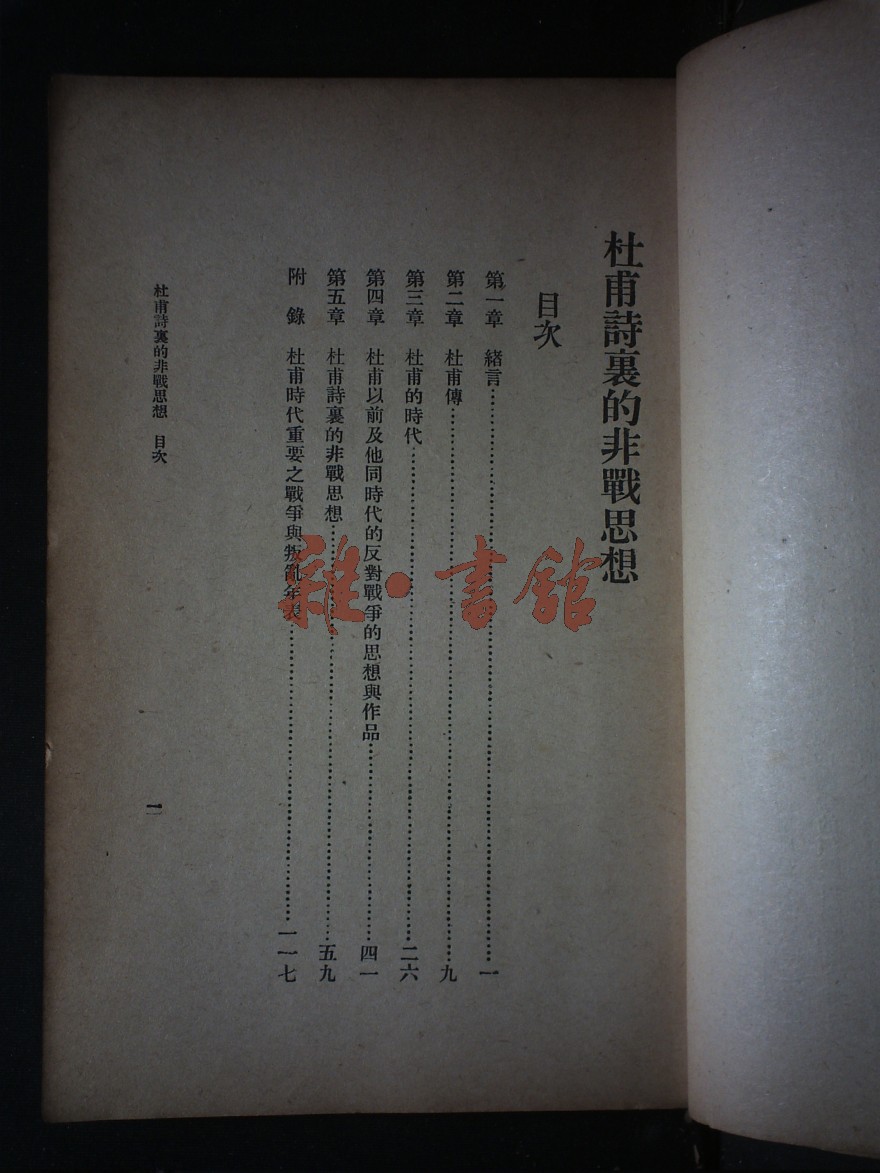 杜甫詩裏的非戰思想
目次
第一章 緒言……一
第二章 杜甫傳……九
第三章 杜甫的時代……二六
第四章 杜甫以前及他同時代的反對戰爭的思想與作品……四一
第五章 杜甫詩裏的非戰思想……五九
附錄 杜甫時代重要之戰爭與叛亂年表……一一七
杜甫詩裏的非戰思想 目次
雜·書館